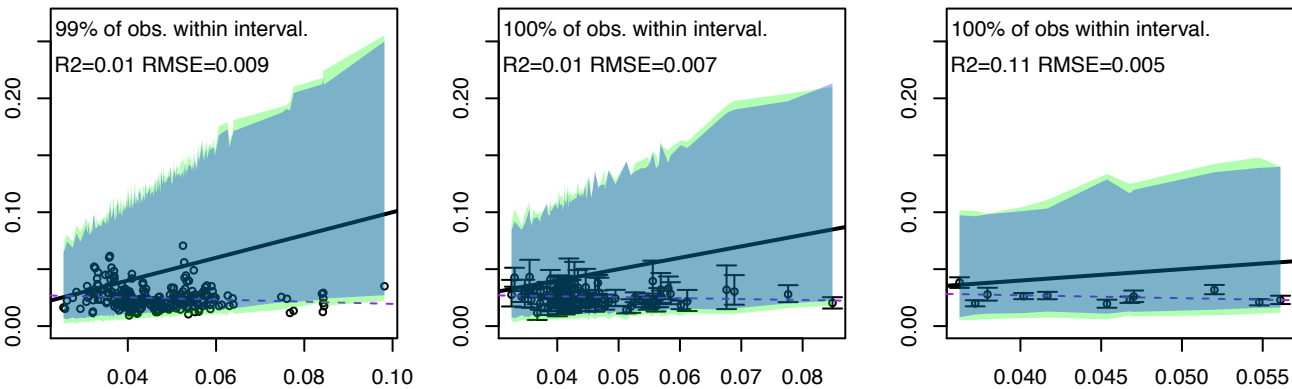 99% of obs. within interval.
R2=0.01 RMSE=0.009
0.00 0.10 0.20
0.04 0.06 0.08 0.10
100% of obs. within interval.
R2=0.01 RMSE=0.007
0.00 0.10 0.20
0.04 0.05 0.06 0.07 0.08
100% of obs. within interval.
R2=0.11 RMSE=0.005
0.00 0.10 0.20
0.040 0.045 0.050 0.055